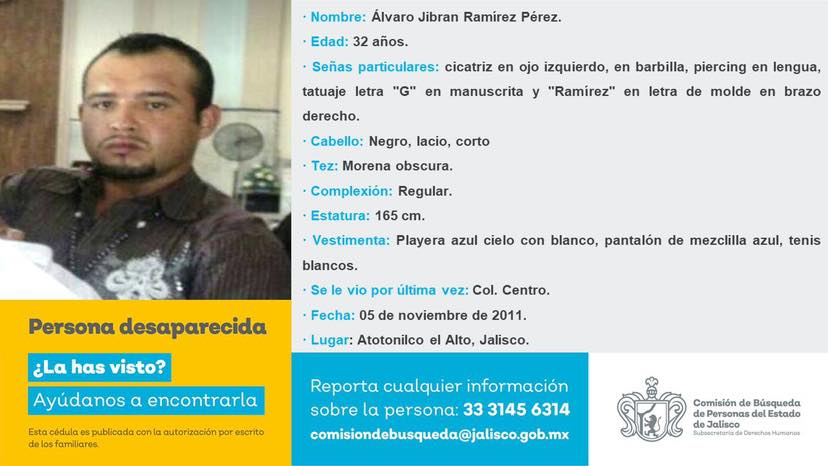 · Nombre: Álvaro Jibran Ramírez Pérez.
· Edad: 32 años.
· Señas particulares: cicatriz en ojo izquierdo, en barbilla, piercing en lengua,
tatuaje letra "G" en manuscrita y "Ramírez" en letra de molde en brazo
derecho.
· Cabello: Negro, lacio, corto
· Tez: Morena obscura.
· Complexión: Regular.
· Estatura: 165 cm.
· Vestimenta: Playera azul cielo con blanco, pantalón de mezclilla azul, tenis
blancos.
· Se le vio por última vez: Col. Centro.
· Fecha: 05 de noviembre de 2011.
· Lugar: Atotonilco el Alto, Jalisco.
Persona desaparecida
¿La has visto?
Ayúdanos a encontrarla
Esta cédula es publicada con la autorización por escrito
de los familiares.
Reporta cualquier información
sobre la persona: 33 3145 6314
comisiondebusqueda@jalisco.gob.mx
Comisión de Búsqueda
de Personas del Estado
de Jalisco
Subsecretaría de Derechos Humanos